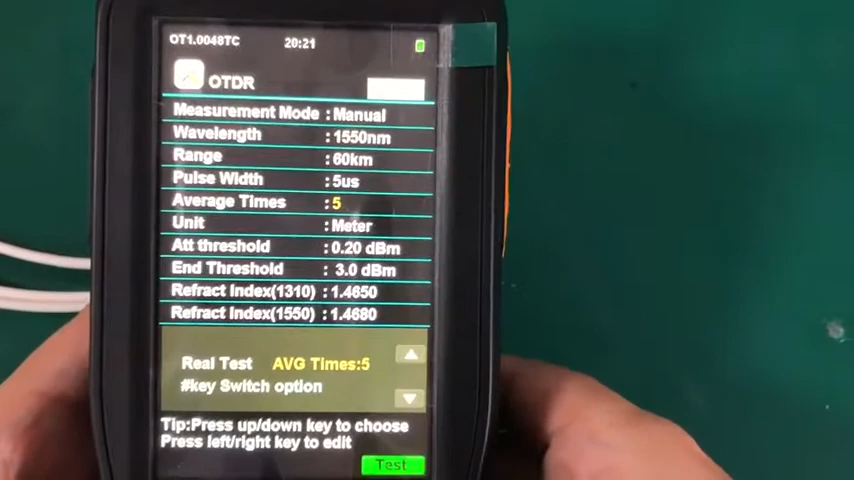 OT1.0048TC 20:21
OTDR
Measurement Mode : Manual
Wavelength : 1550nm
Range : 60km
Pulse Width : 5us
Average Times : 5
Unit : Meter
Att threshold : 0.20 dBm
End Threshold : 3.0 dBm
Refract Index(1310) : 1.4650
Refract Index(1550) : 1.4680
Real Test AVG Times:5
#key Switch option
Tip:Press up/down key to choose
Press left/right key to edit
Test